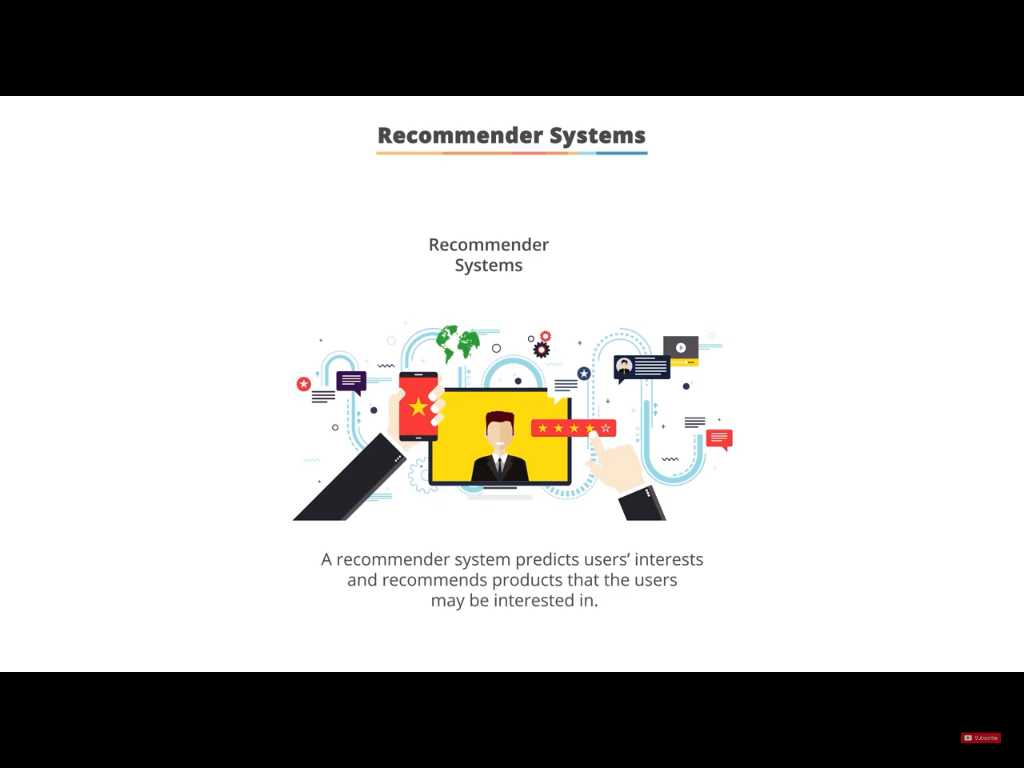 Recommender Systems
Recommender
Systems
A recommender system predicts users' interests
and recommends products that the users
may be interested in.
Subscribe